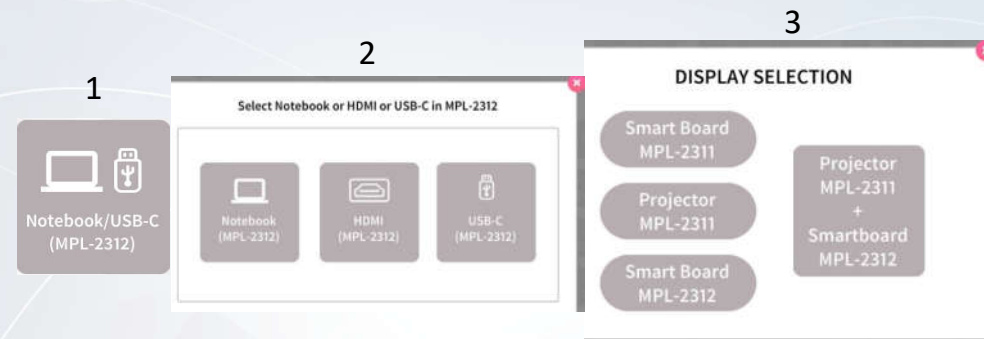 1
Notebook/USB-C
(MPL-2312)
2
Select Notebook or HDMI or USB-C in MPL-2312
Notebook
(MPL-2312)
HDMI
(MPL-2312)
USB-C
(MPL-2312)
3
DISPLAY SELECTION
Smart Board
MPL-2311
Projector
MPL-2311
Smart Board
MPL-2312
Projector
MPL-2311
+
Smartboard
MPL-2312